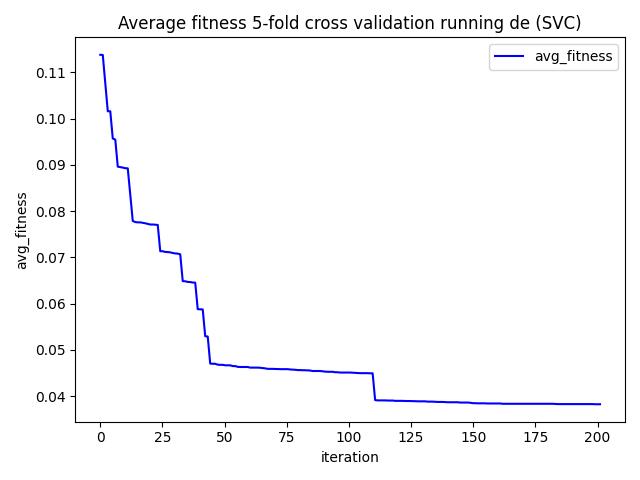 Average fitness 5-fold cross validation running de (SVC)
avg_fitness
0.11
0.10
0.09
0.08
0.07
0.06
0.05
0.04
avg_fitness
0 25 50 75 100 125 150 175 200
iteration